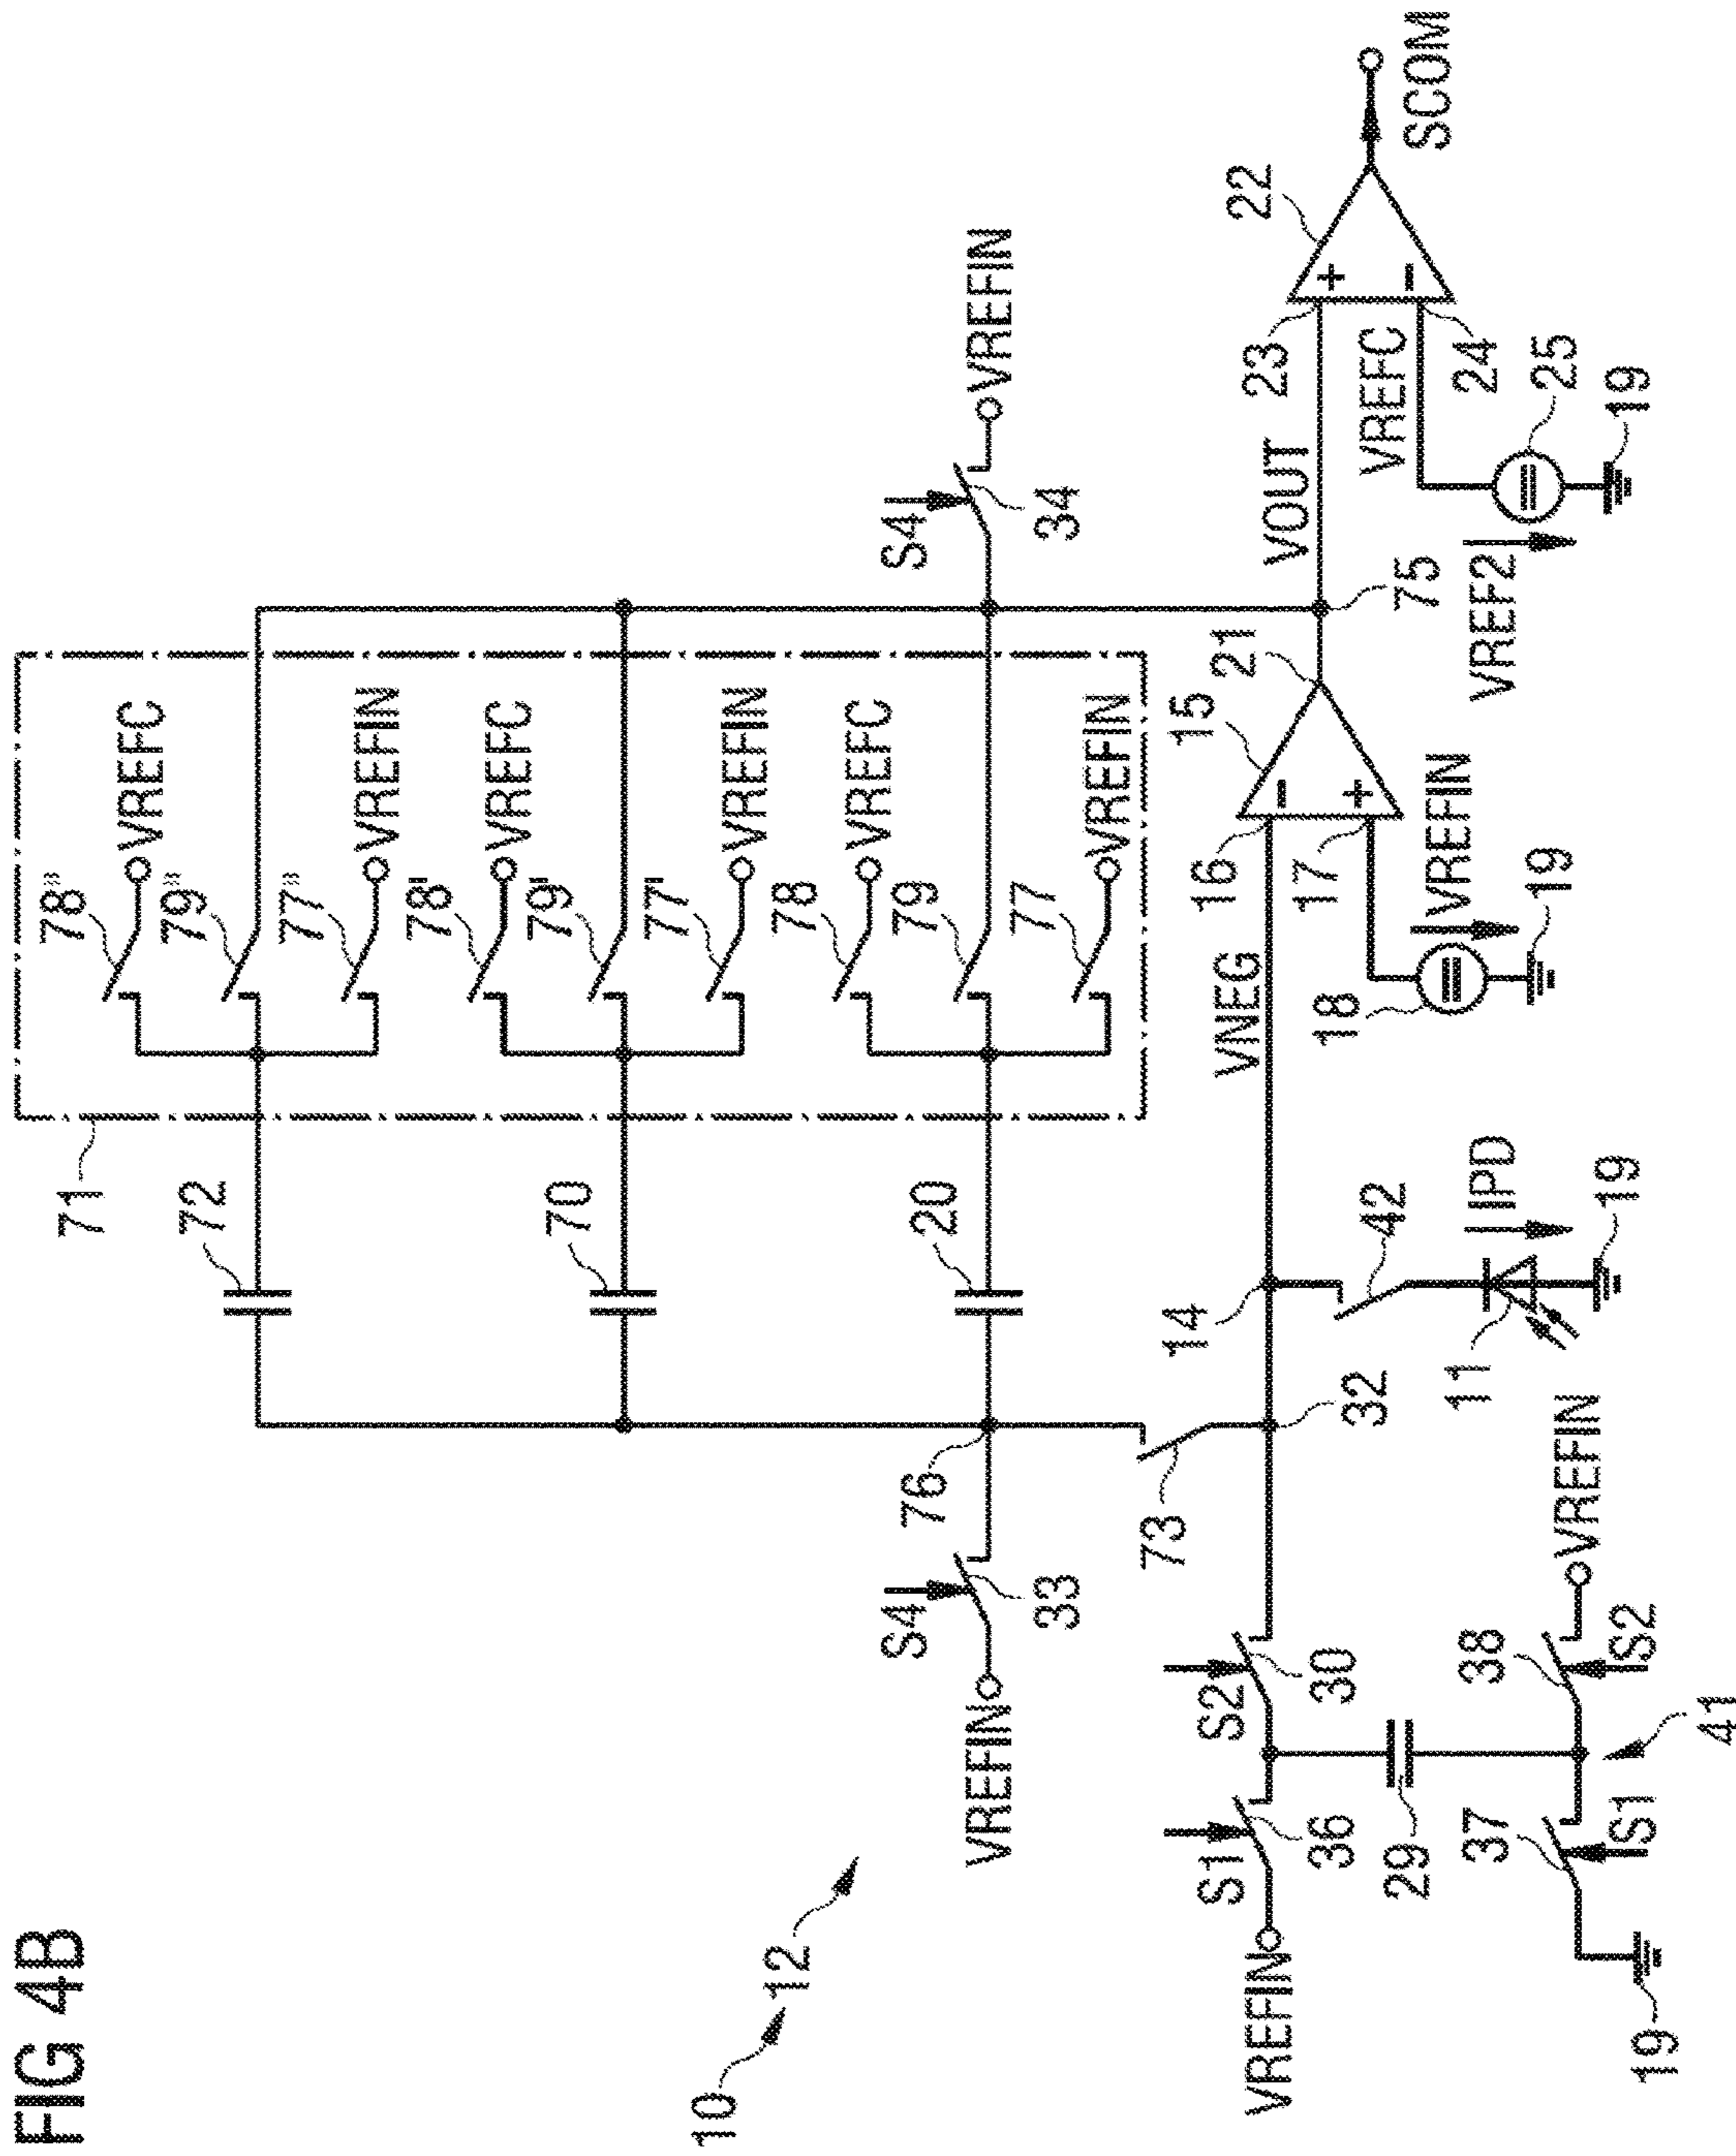 FIG 4B
10
12
71
72
78"
VREFC
79"
77"
VREFIN
70
78'
VREFC
79'
77'
VREFIN
20
78
VREFC
79
77
VREFIN
S4
33
VREFIN
76
S4
34
VREFIN
73
32
14
VNEG
16
17
15
21
VOUT
75
23
24
22
SCOM
VREFC
VREF2
25
19
VREFIN
18
19
42
11
IPD
19
VREFIN
S1
36
S2
30
29
37
S1
38
S2
VREFIN
41
19